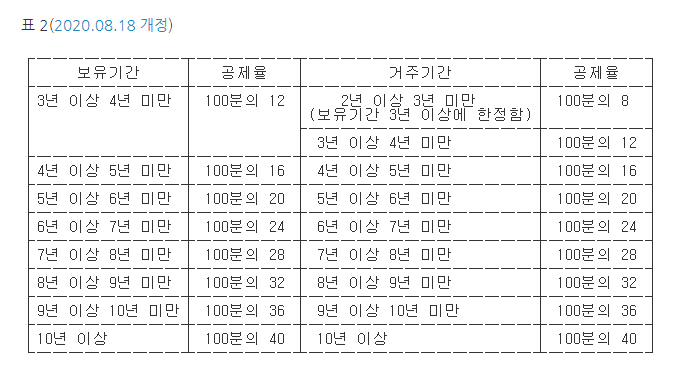 표 2(2020.08.18 개정)
보유기간 공제율 거주기간 공제율
3년 이상 4년 미만 100분의 12 2년 이상 3년 미만 100분의 8
(보유기간 3년 이상에 한정함)
3년 이상 4년 미만 100분의 12
4년 이상 5년 미만 100분의 16 4년 이상 5년 미만 100분의 16
5년 이상 6년 미만 100분의 20 5년 이상 6년 미만 100분의 20
6년 이상 7년 미만 100분의 24 6년 이상 7년 미만 100분의 24
7년 이상 8년 미만 100분의 28 7년 이상 8년 미만 100분의 28
8년 이상 9년 미만 100분의 32 8년 이상 9년 미만 100분의 32
9년 이상 10년 미만 100분의 36 9년 이상 10년 미만 100분의 36
10년 이상 100분의 40 10년 이상 100분의 40